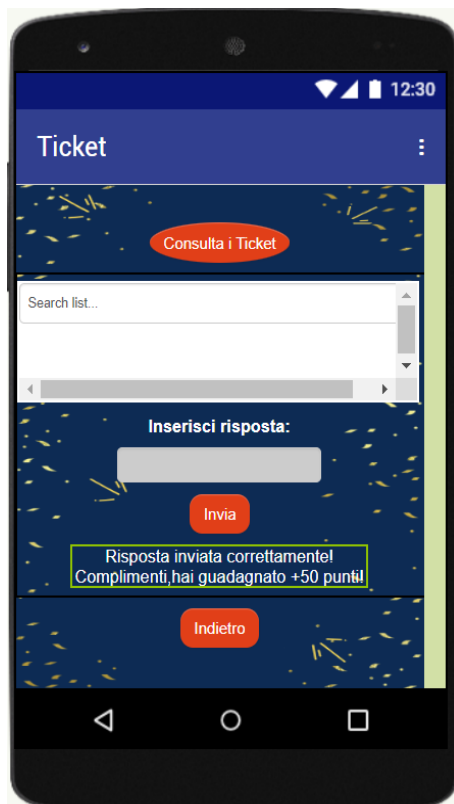 12:30
Ticket
Consulta i Ticket
Search list...
Inserisci risposta:
Invia
Risposta inviata correttamente!
Complimenti,hai guadagnato +50 punti!
Indietro